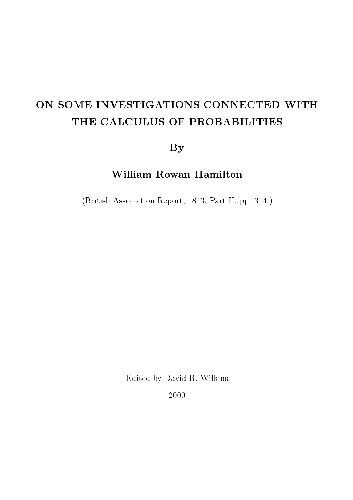 ON SOME INVESTIGATIONS CONNECTED WITH
THE CALCULUS OF PROBABILITIES
By
William Rowan Hamilton
(British Association Report, 1843, Part II, pp. 3–4.)
Edited by David R. Wilkins
2000